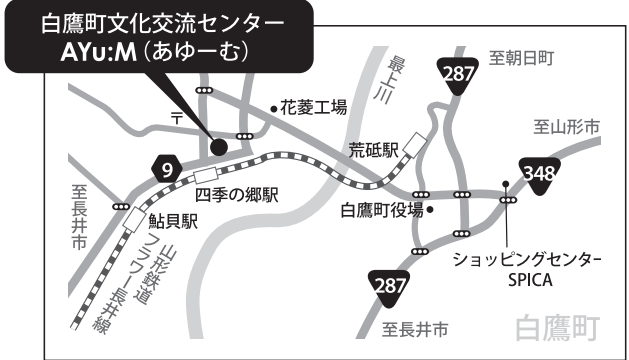 白鷹町文化交流センター
AYu:M（あゆーむ）
至朝日町
287
最上川
花菱工場
〒
至山形市
荒砥駅
348
9
四季の郷駅
至長井市
白鷹町役場
鮎貝駅
山形鉄道
フラワー長井線
ショッピングセンター
SPICA
287
至長井市
白鷹町